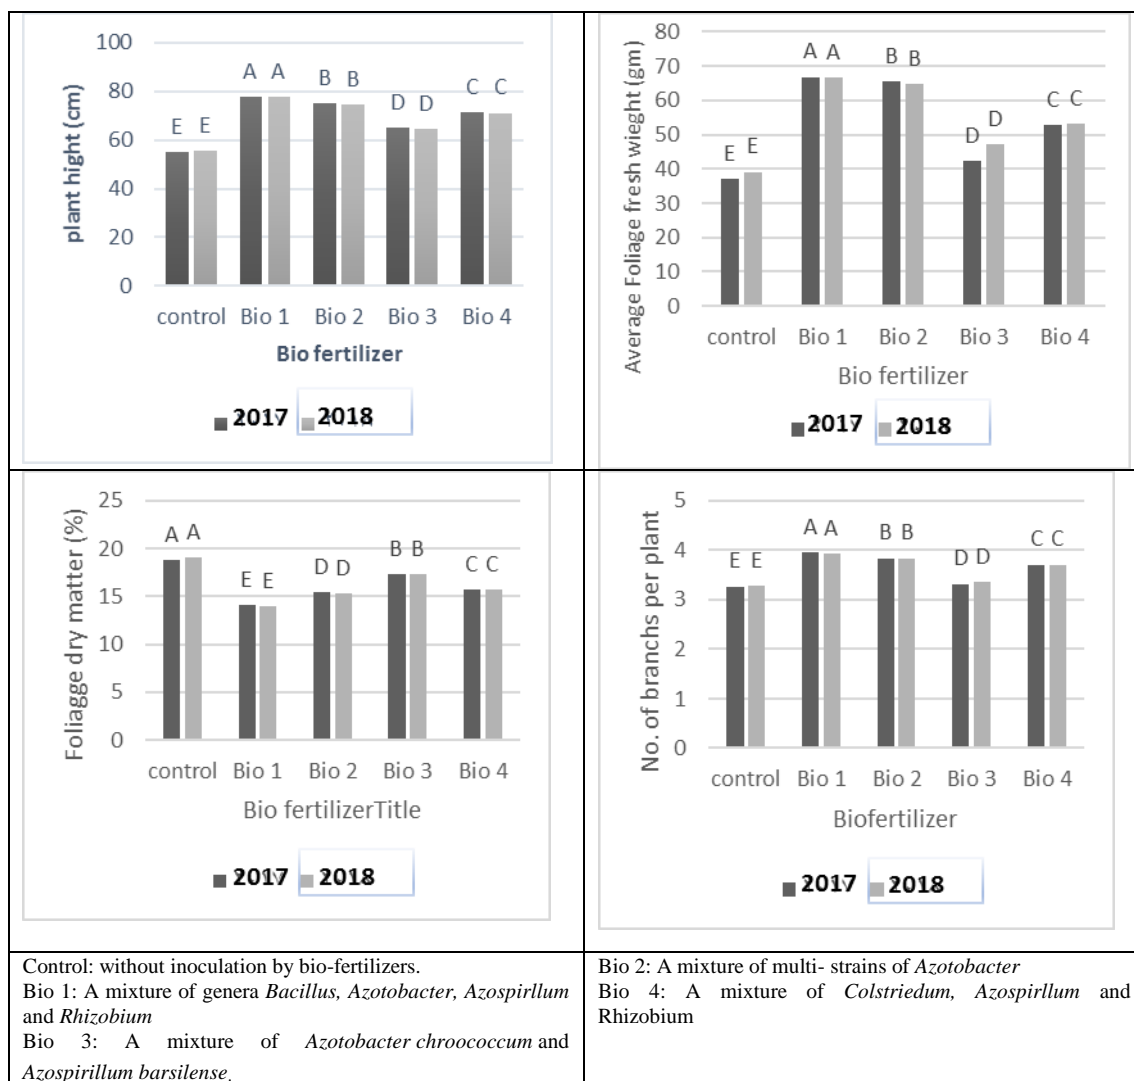 100
80
60
40
20
0
plant hight (cm)
E E
A A
B B
D D
C C
control Bio 1 Bio 2 Bio 3 Bio 4
Bio fertilizer
2017 2018
80
70
60
50
40
30
20
10
0
Average Foliage fresh wieght (gm)
E E
A A
B B
D D
C C
control Bio 1 Bio 2 Bio 3 Bio 4
Bio fertilizer
2017 2018
25
20
15
10
5
0
Foliagge dry matter (%)
A A
E E
D D
B B
C C
control Bio 1 Bio 2 Bio 3 Bio 4
Bio fertilizerTitle
2017 2018
5
4
3
2
1
0
No. of branchs per plant
E E
A A
B B
D D
C C
control Bio 1 Bio 2 Bio 3 Bio 4
Biofertilizer
2017 2018
Control: without inoculation by bio-fertilizers.
Bio 1: A mixture of genera Bacillus, Azotobacter, Azospirllum
and Rhizobium
Bio 3: A mixture of Azotobacter chroococcum and
Azospirillum barsilense.
Bio 2: A mixture of multi- strains of Azotobacter
Bio 4: A mixture of Colstriedum, Azospirllum and
Rhizobium